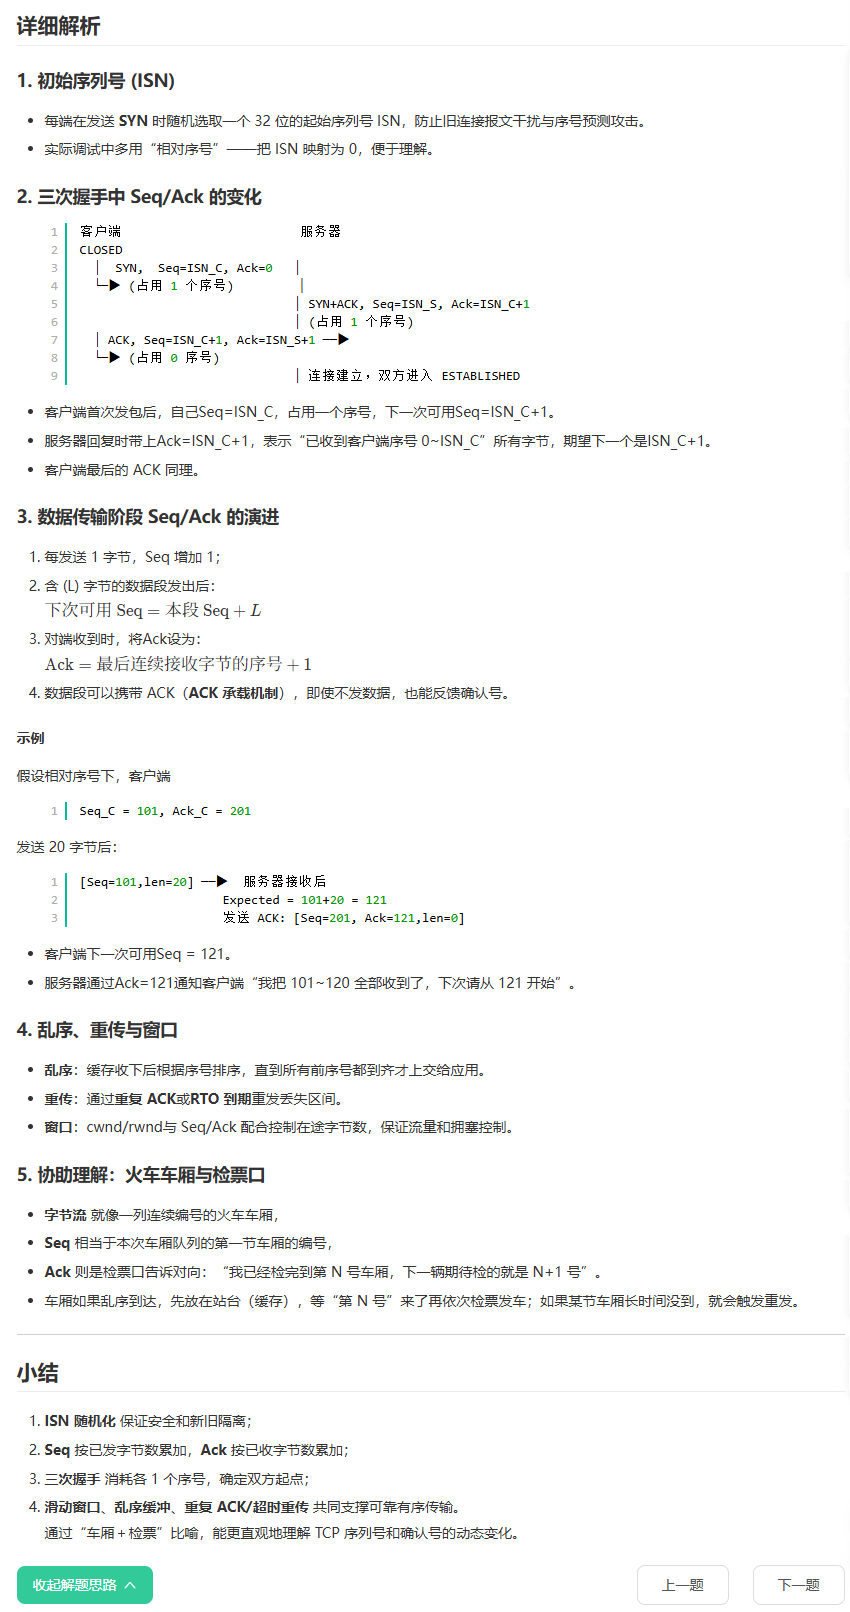 详细解析
1. 初始序列号 (ISN)
• 每端在发送 SYN 时随机选取一个 32 位的起始序列号 ISN，防止旧连接报文干扰与序号预测攻击。
• 实际调试中多用“相对序号”——把 ISN 映射为 0，便于理解。
2. 三次握手中 Seq/Ack 的变化
1 客户端 服务器
2 CLOSED
3 │ SYN, Seq=ISN_C, Ack=0 │
4 └─▶ (占用 1 个序号) │
5 │ SYN+ACK, Seq=ISN_S, Ack=ISN_C+1
6 │ (占用 1 个序号)
7 │ ACK, Seq=ISN_C+1, Ack=ISN_S+1 ──▶
8 └─▶ (占用 0 序号)
9 │ 连接建立，双方进入 ESTABLISHED
• 客户端首次发包后，自己Seq=ISN_C，占用一个序号，下一次可用Seq=ISN_C+1。
• 服务器回复时带上Ack=ISN_C+1，表示“已收到客户端序号 0~ISN_C”所有字节，期望下一个是ISN_C+1。
• 客户端最后的 ACK 同理。
3. 数据传输阶段 Seq/Ack 的演进
1. 每发送 1 字节，Seq 增加 1；
2. 含 (L) 字节的数据段发出后：
下次可用 Seq = 本段 Seq + L
3. 对端收到时，将Ack设为：
Ack = 最后连续接收字节的序号 + 1
4. 数据段可以携带 ACK（ACK 承载机制），即使不发数据，也能反馈确认号。
示例
假设相对序号下，客户端
1 Seq_C = 101, Ack_C = 201
发送 20 字节后：
1 [Seq=101,len=20] ──▶ 服务器接收后
2 Expected = 101+20 = 121
3 发送 ACK: [Seq=201, Ack=121,len=0]
• 客户端下一次可用Seq = 121。
• 服务器通过Ack=121通知客户端“我把 101~120 全部收到了，下次请从 121 开始”。
4. 乱序、重传与窗口
• 乱序：缓存收下后根据序号排序，直到所有前序号都到齐才上交给应用。
• 重传：通过重复 ACK或RTO 到期重发丢失区间。
• 窗口：cwnd/rwnd与 Seq/Ack 配合控制在途字节数，保证流量和拥塞控制。
5. 协助理解：火车车厢与检票口
• 字节流 就像一列连续编号的火车车厢，
• Seq 相当于本次车厢队列的第一节车厢的编号，
• Ack 则是检票口告诉对向：“我已经检完到第 N 号车厢，下一辆期待检的就是 N+1 号”。
• 车厢如果乱序到达，先放在站台（缓存），等“第 N 号”来了再依次检票发车；如果某节车厢长时间没到，就会触发重发。
小结
1. ISN 随机化 保证安全和新旧隔离；
2. Seq 按已发字节数累加，Ack 按已收字节数累加；
3. 三次握手 消耗各 1 个序号，确定双方起点；
4. 滑动窗口、乱序缓冲、重复 ACK/超时重传 共同支撑可靠有序传输。
通过“车厢＋检票”比喻，能更直观地理解 TCP 序列号和确认号的动态变化。
收起解题思路 上一题 下一题